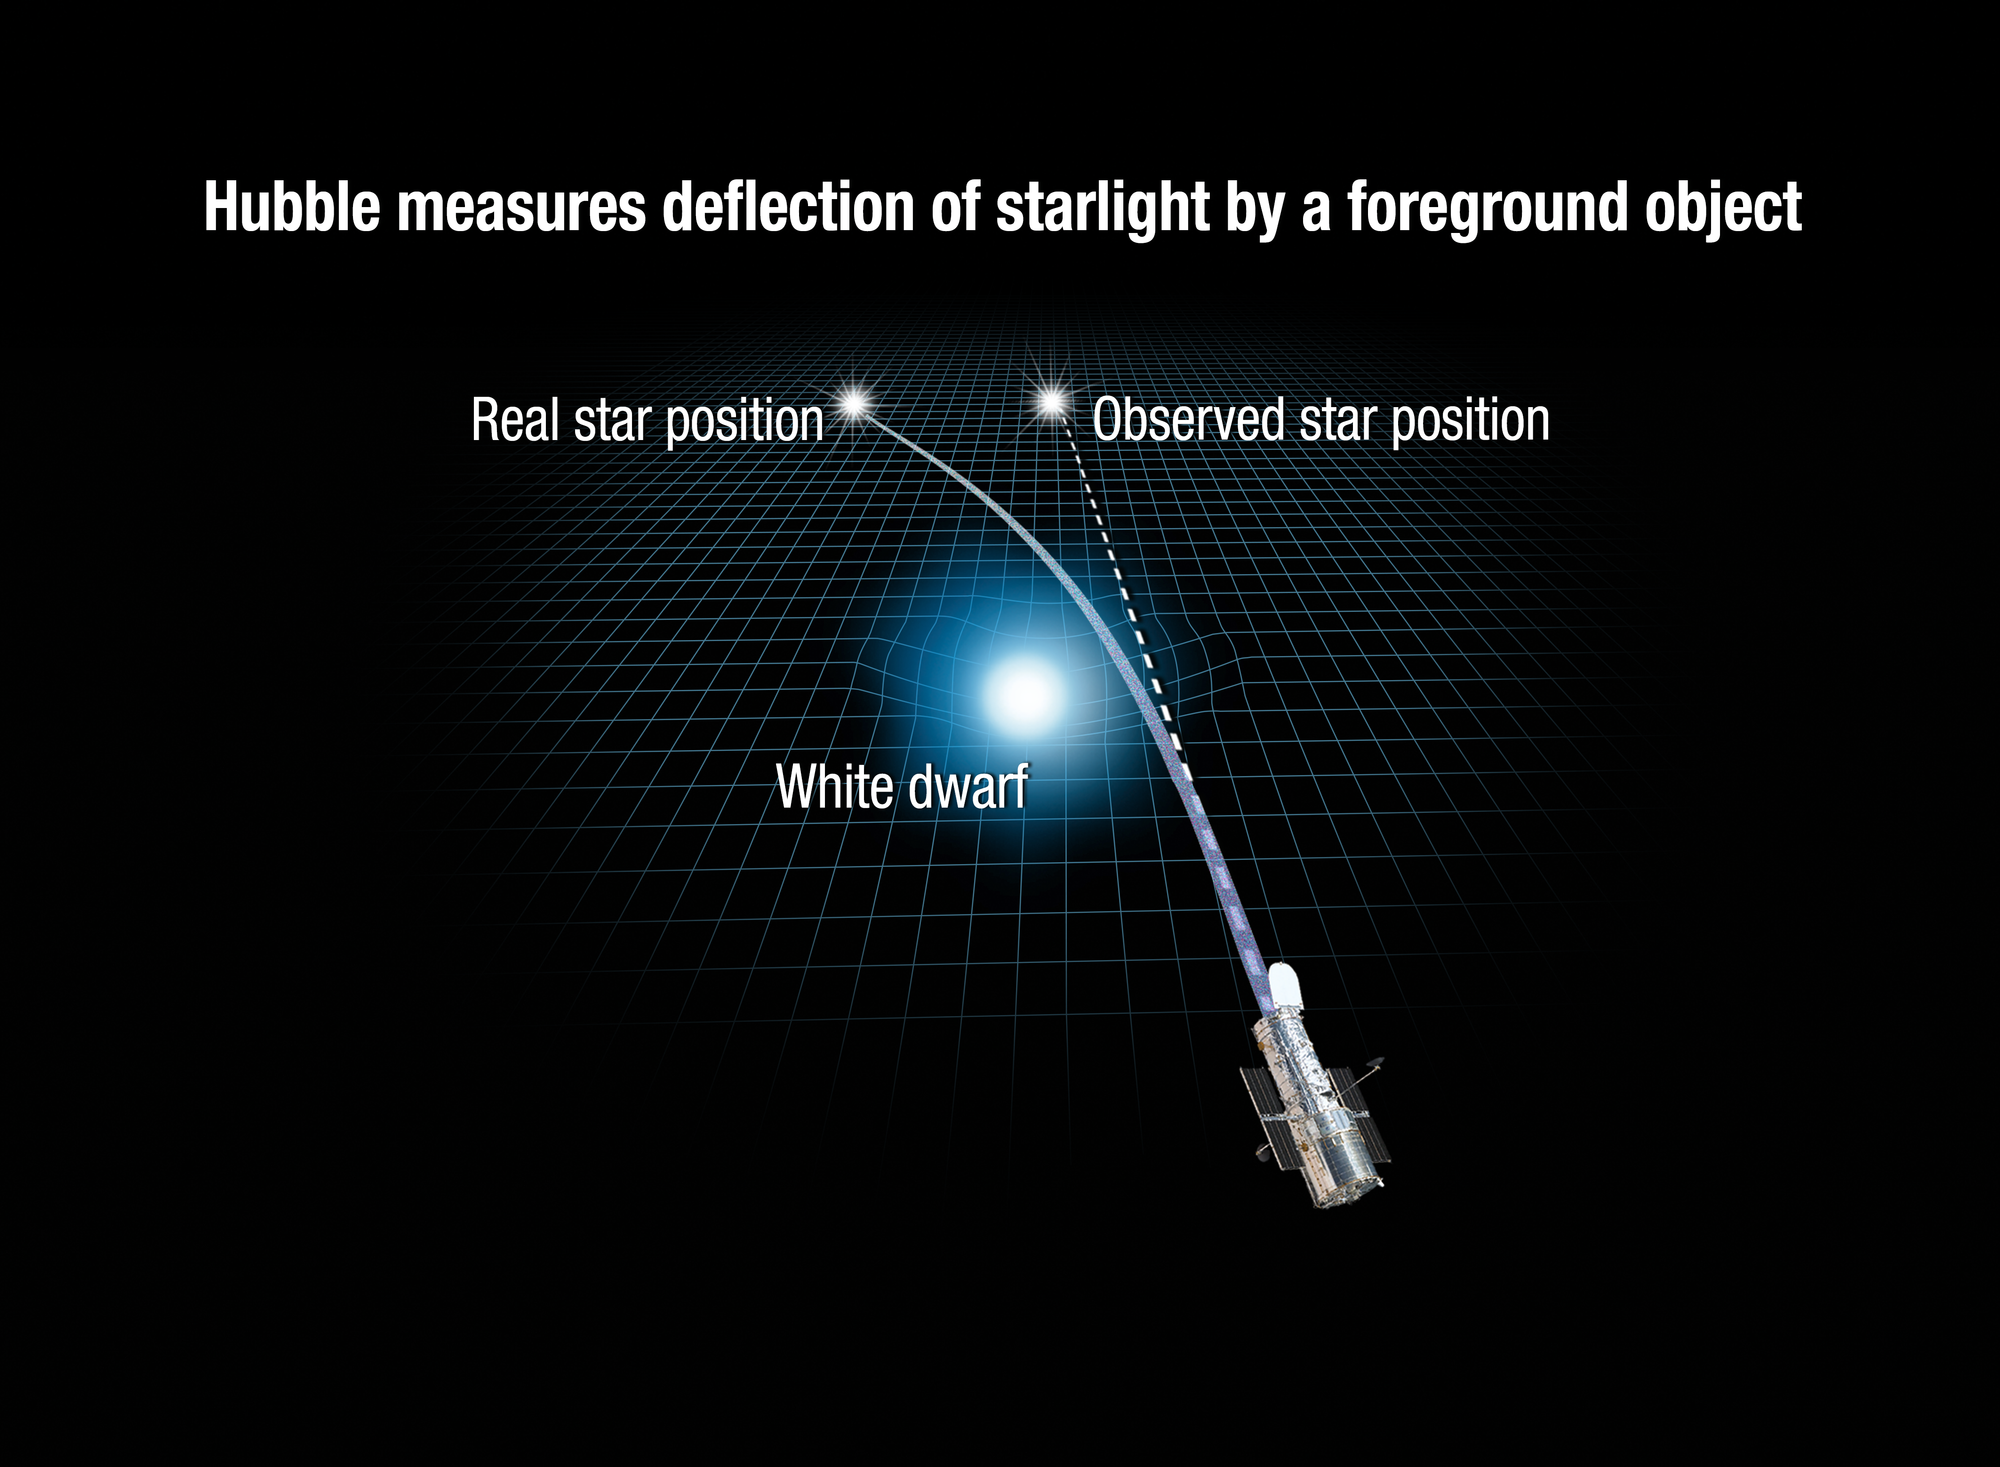 Hubble measures deflection of starlight by a foreground object
Real star position
Observed star position
White dwarf